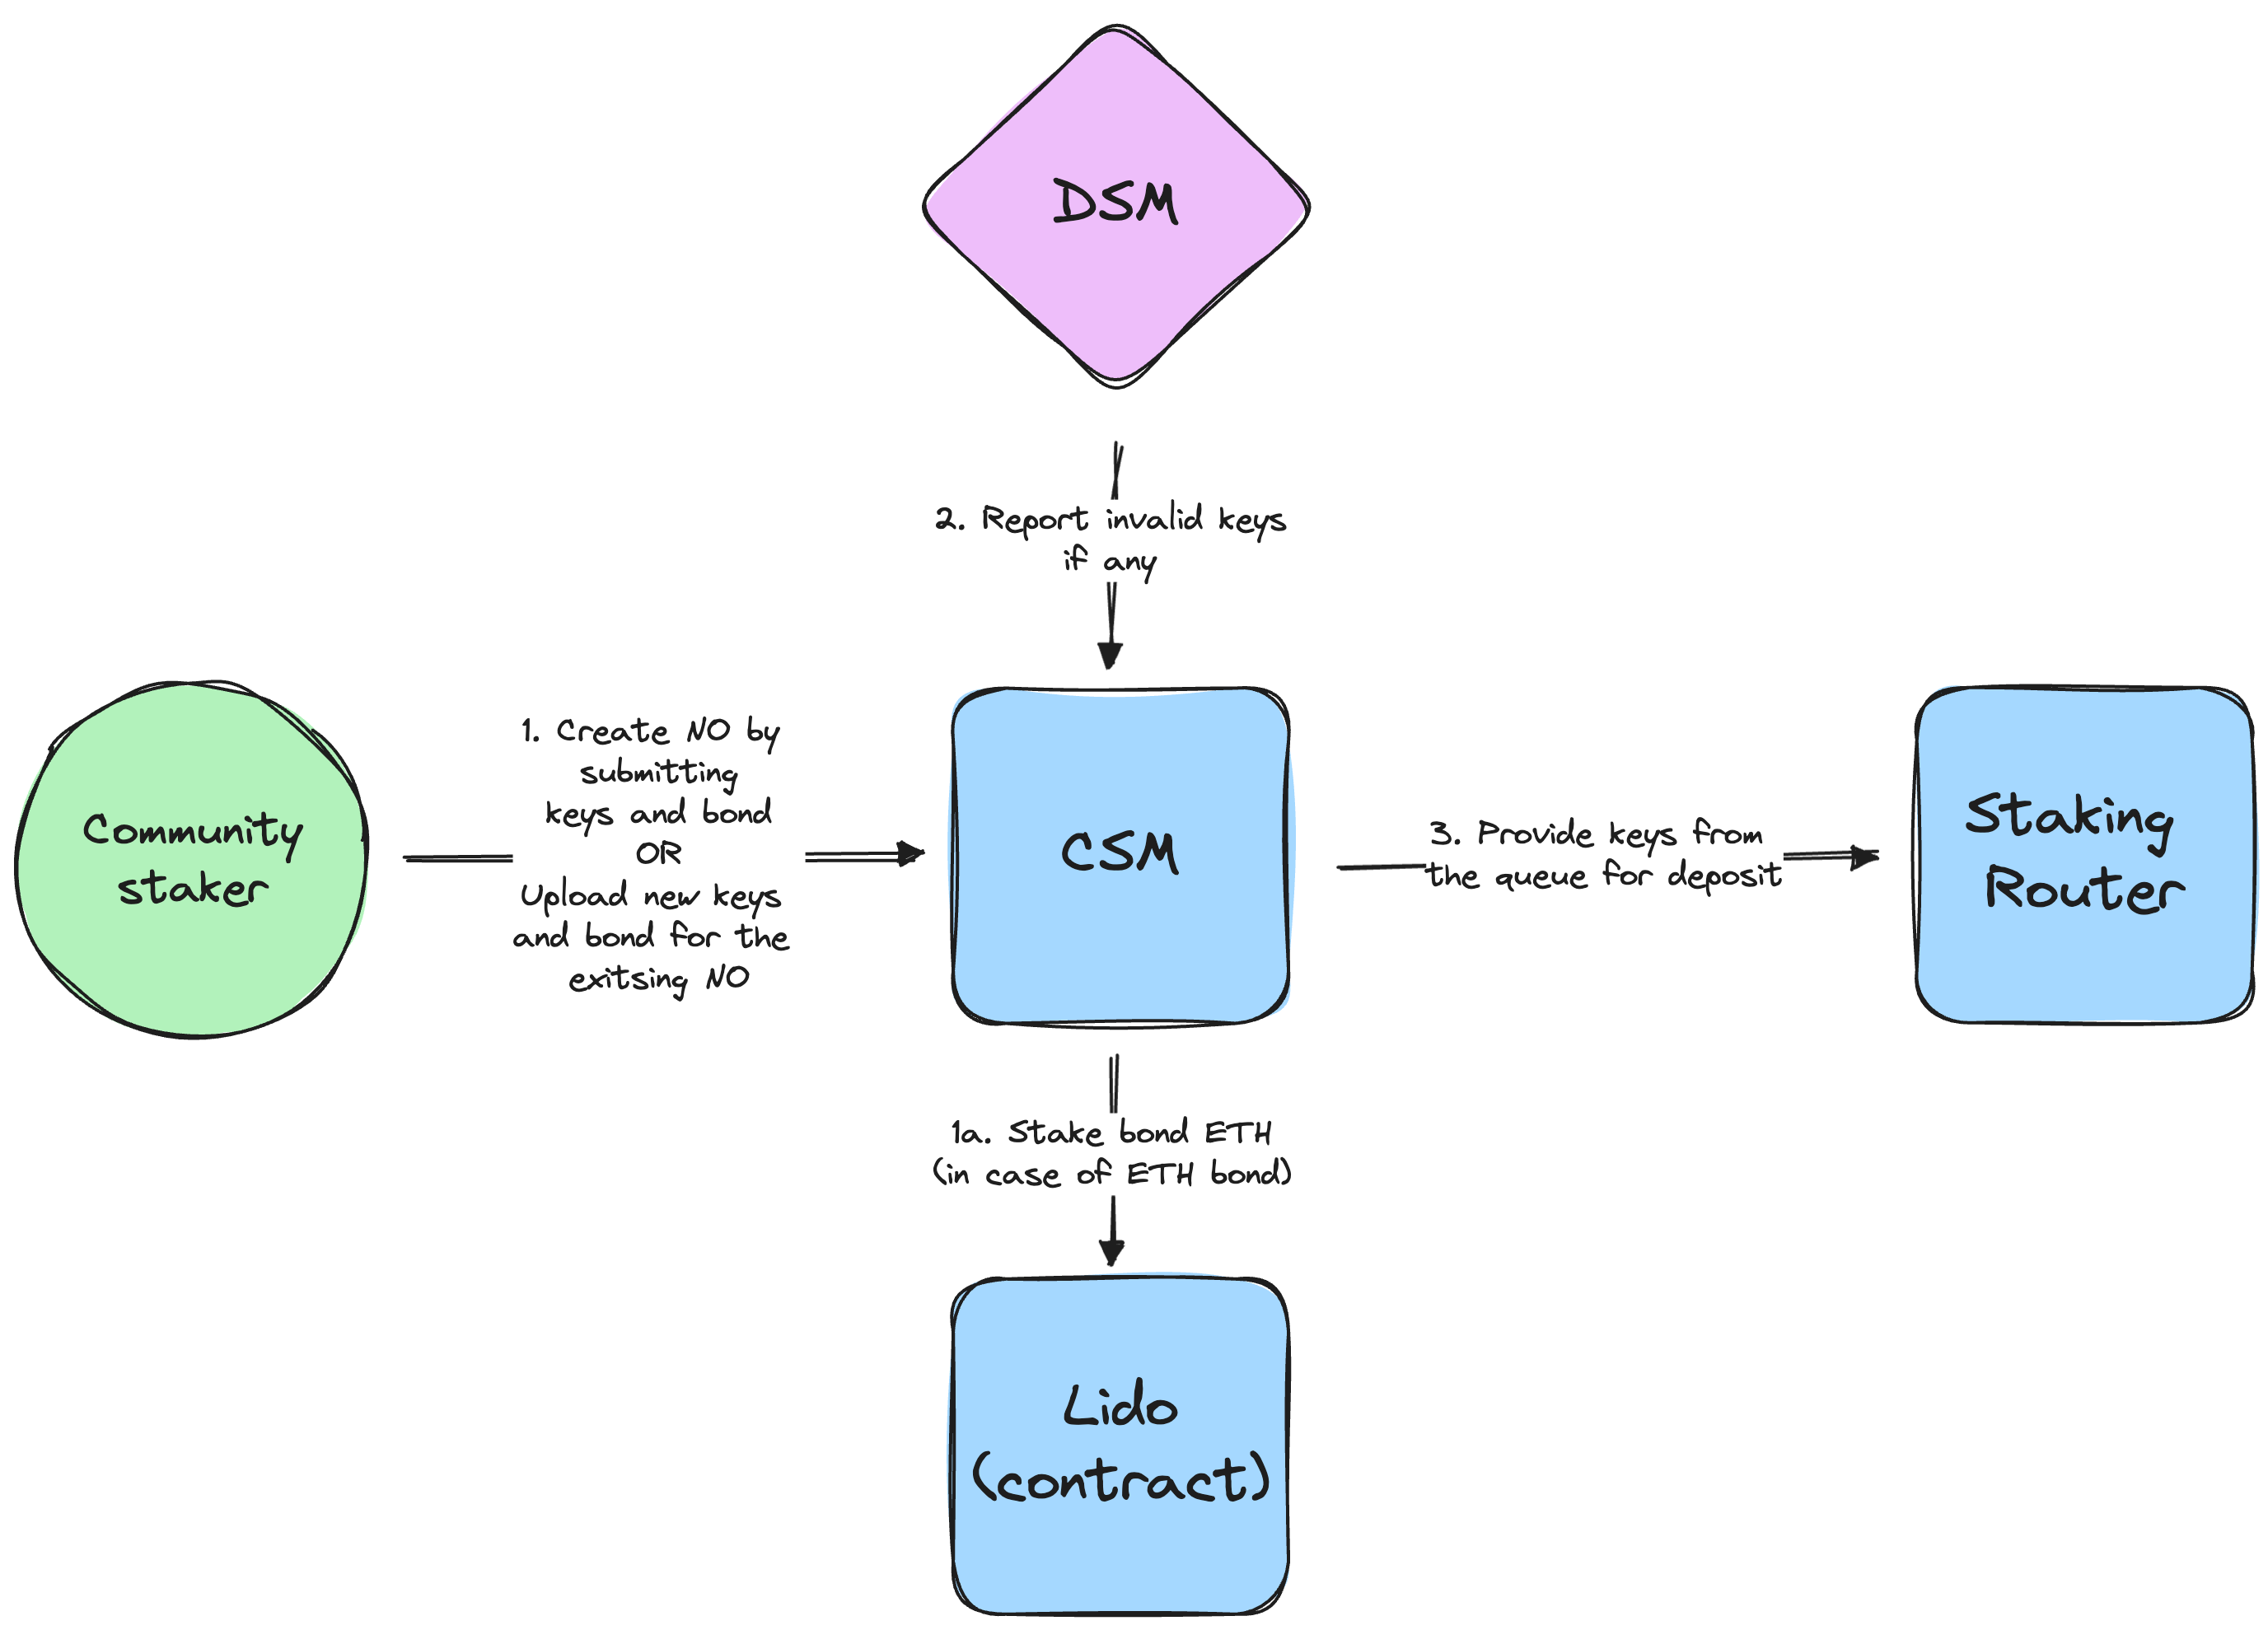 DSM
2. Report invalid keys
if any
1. Create NO by
submitting
keys and bond
OR
Upload new keys
and bond for the
exitsing NO
Community
staker
CSM
3. Provide keys from
the queue for deposit
Staking
Router
1a. Stake bond ETH
(in case of ETH bond)
Lido
(contract)